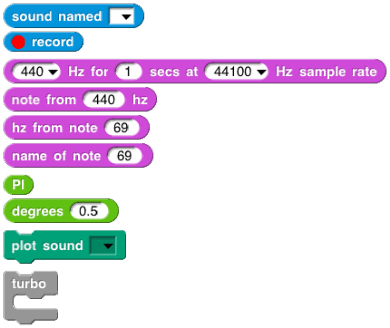 sound named
record
440 Hz for 1 secs at 44100 Hz sample rate
note from 440 hz
hz from note 69
name of note 69
PI
degrees 0.5
plot sound
turbo